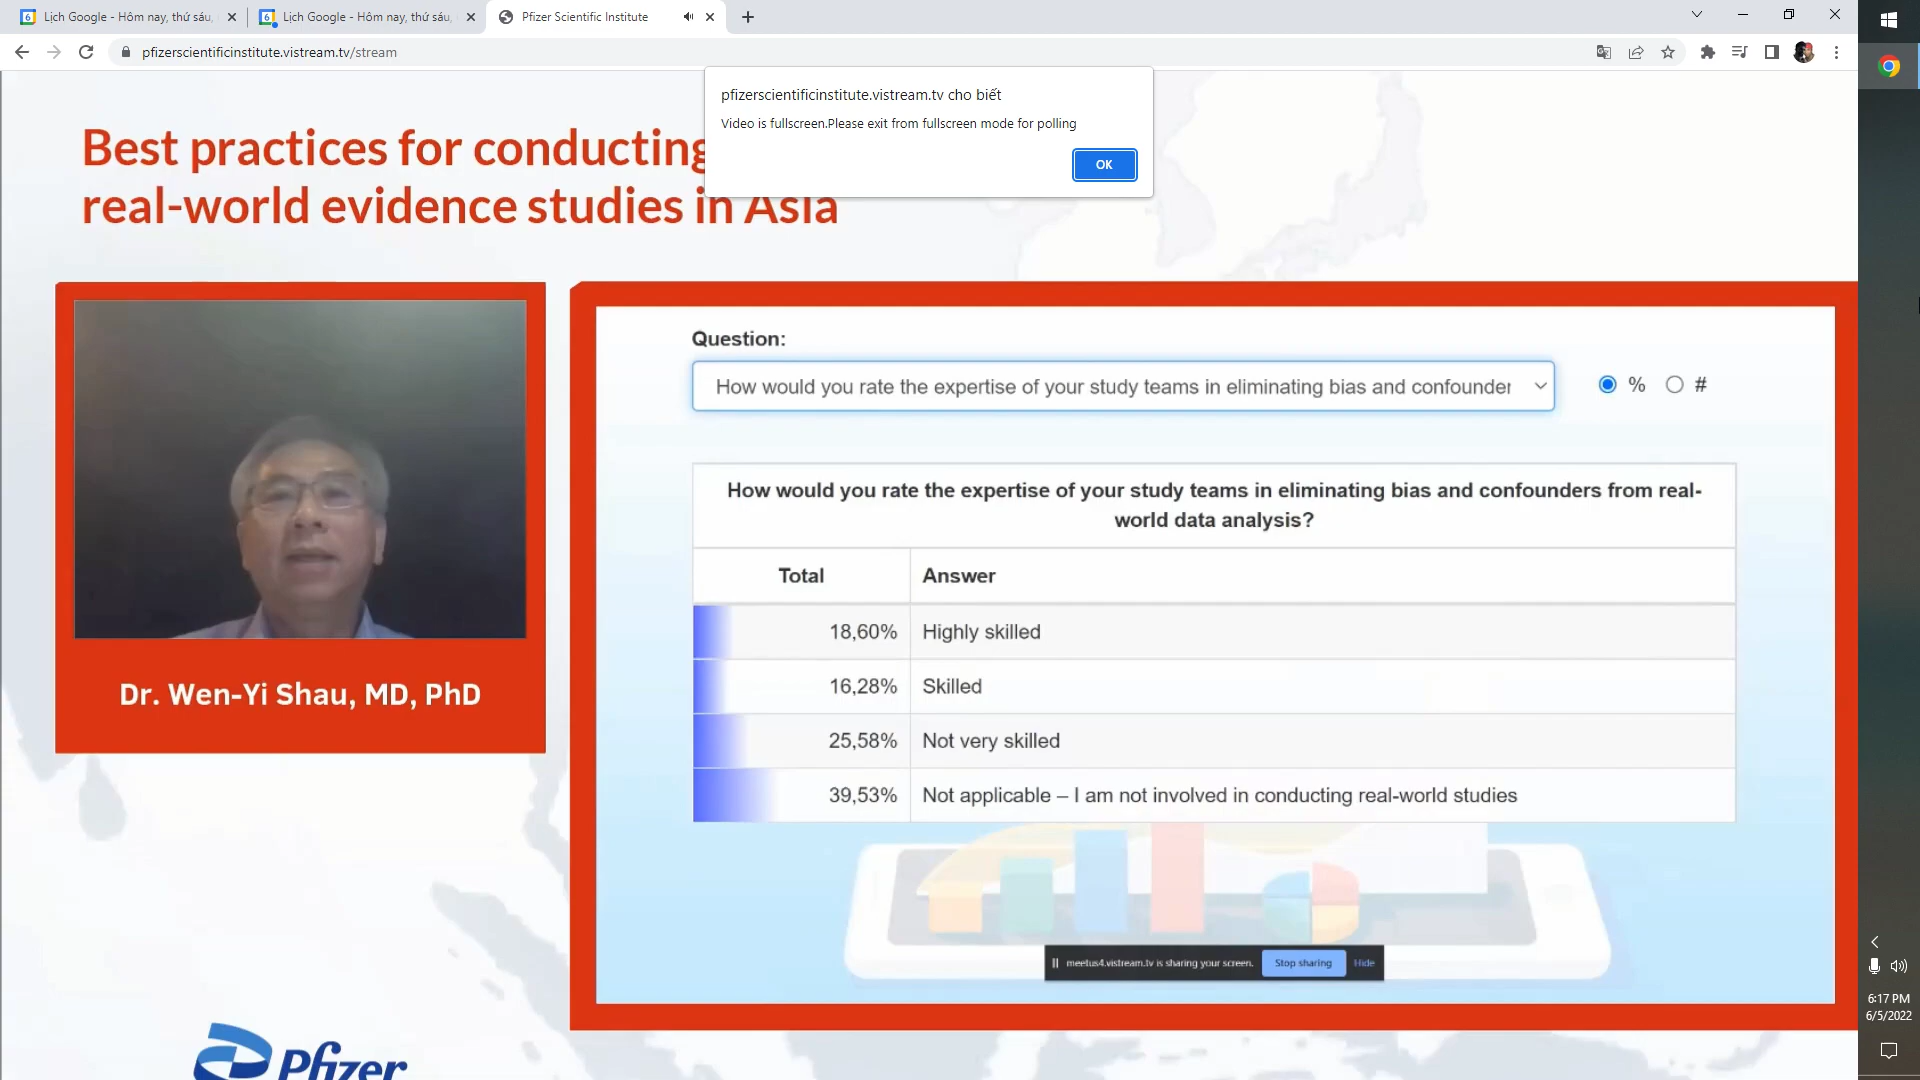 Lịch Google - Hôm nay, thứ sáu,
Lịch Google - Hôm nay, thứ sáu,
Pfizer Scientific Institute
pfizerscientificinstitute.vistream.tv/stream
pfizerscientificinstitute.vistream.tv cho biết
Video is fullscreen.Please exit from fullscreen mode for polling
OK
Best practices for conducting
real-world evidence studies in Asia
Question:
How would you rate the expertise of your study teams in eliminating bias and confounder
% #
How would you rate the expertise of your study teams in eliminating bias and confounders from real-
world data analysis?
Total Answer
18,60% Highly skilled
16,28% Skilled
25,58% Not very skilled
39,53% Not applicable – I am not involved in conducting real-world studies
Dr. Wen-Yi Shau, MD, PhD
meetus4.vistream.tv is sharing your screen. Stop sharing Hide
Pfizer
6:17 PM
6/5/2022